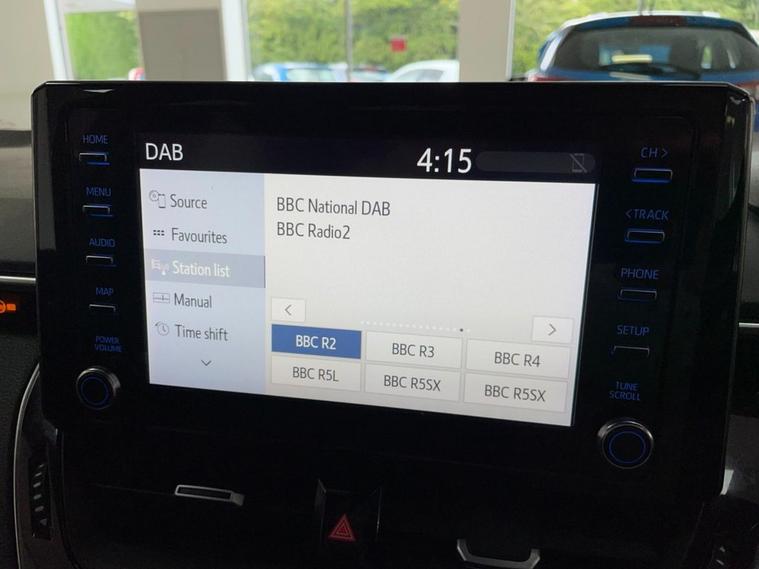 HOME
MENU
AUDIO
MAP
POWER
VOLUME
DAB
4:15
Source
Favourites
Station list
Manual
Time shift
BBC National DAB
BBC Radio2
<
>
BBC R2
BBC R3
BBC R4
BBC R5L
BBC R5SX
BBC R5SX
CH >
< TRACK
PHONE
SETUP
TUNE
SCROLL